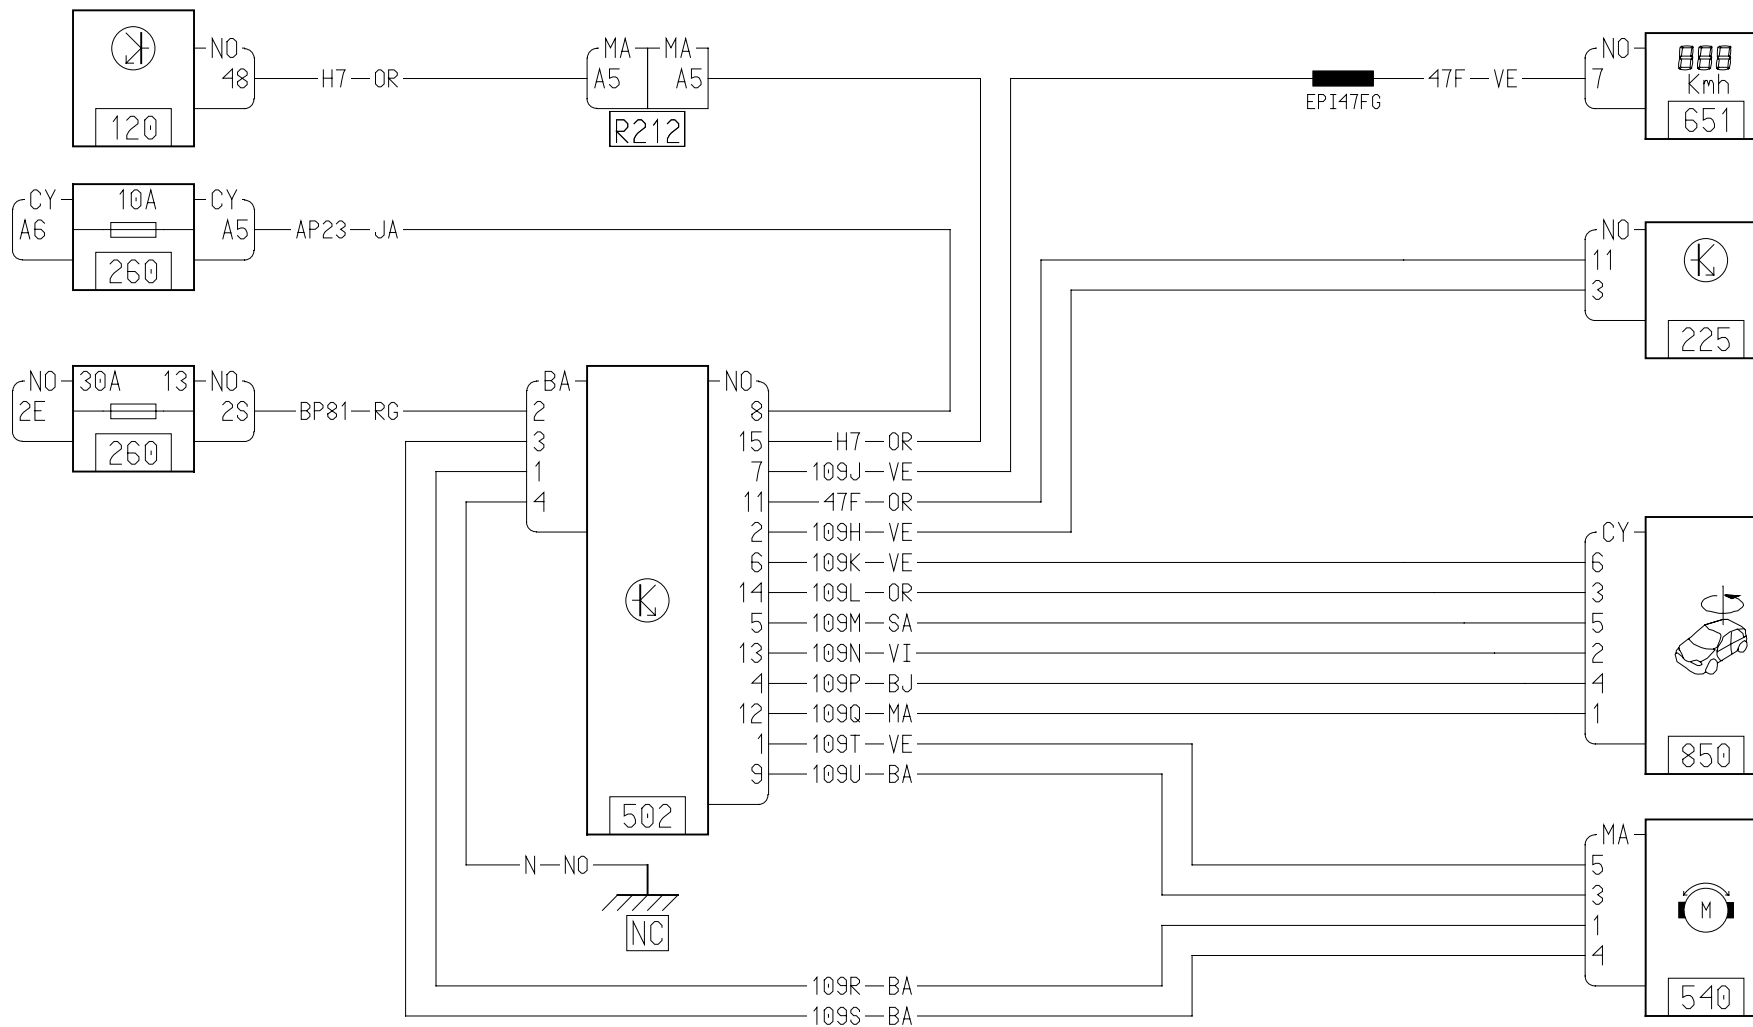 NO MA MA NO
48 H7 OR A5 A5 47F VE 7 Kmh
EPI47FG
120 R212 651
CY 10A CY
A6 A5 AP23 JA NO
11
260 3
225
NO 30A 13 NO BA NO
2E 2S BP81 RG 2 8
3 15 H7 OR
260 1 7 109J VE
4 11 47F OR
2 109H VE CY
6 109K VE 6
14 109L OR 3
5 109M SA 5
13 109N VI 2
4 109P BJ 4
12 109Q MA 1
1 109T VE 850
9 109U BA
502
MA
N NO 5
3
NC M
1
4
109R BA 540
109S BA